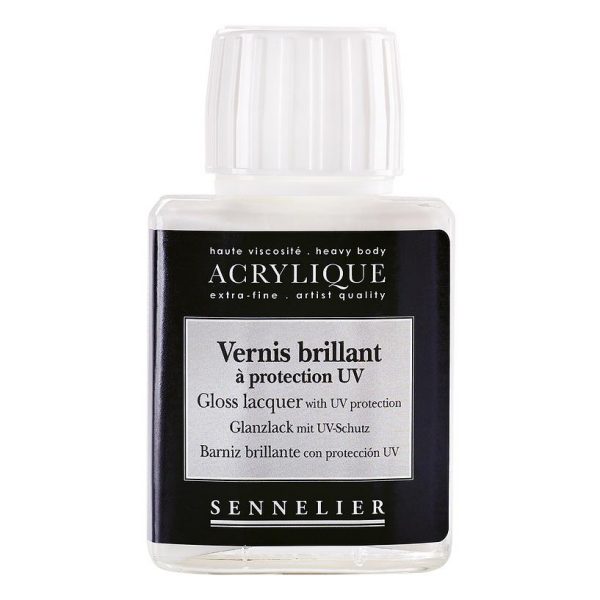 haute viscosité . heavy body
ACRYLIQUE
extra-fine . artist quality
Vernis brillant
à protection UV
Gloss lacquer with UV protection
Glanzlack mit UV-Schutz
Barniz brillante con protección UV
SENNELIER